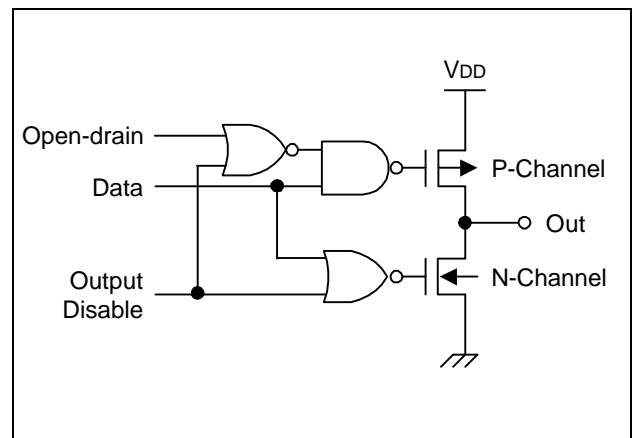 VDD
Open-drain
P-Channel
Data
Out
Output
Disable
N-Channel